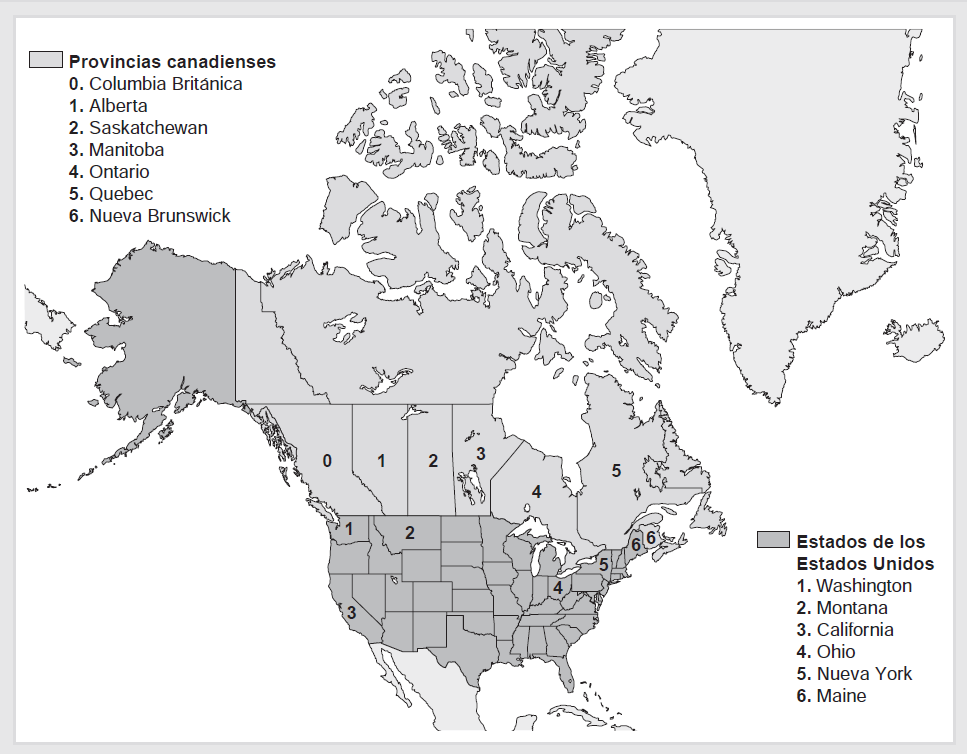 Provincias canadienses
0. Columbia Británica
1. Alberta
2. Saskatchewan
3. Manitoba
4. Ontario
5. Quebec
6. Nueva Brunswick
0
1
2
3
4
5
1
2
3
4
5
6
6
Estados de los
Estados Unidos
1. Washington
2. Montana
3. California
4. Ohio
5. Nueva York
6. Maine